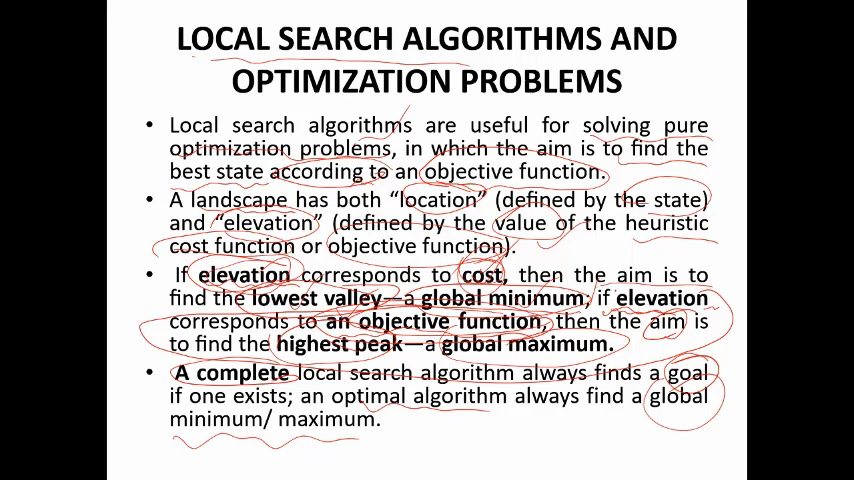 LOCAL SEARCH ALGORITHMS AND
OPTIMIZATION PROBLEMS
• Local search algorithms are useful for solving pure
optimization problems, in which the aim is to find the
best state according to an objective function.
• A landscape has both “location” (defined by the state)
and “elevation” (defined by the value of the heuristic
cost function or objective function).
• If elevation corresponds to cost, then the aim is to
find the lowest valley—a global minimum; if elevation
corresponds to an objective function, then the aim is
to find the highest peak—a global maximum.
• A complete local search algorithm always finds a goal
if one exists; an optimal algorithm always find a global
minimum/ maximum.